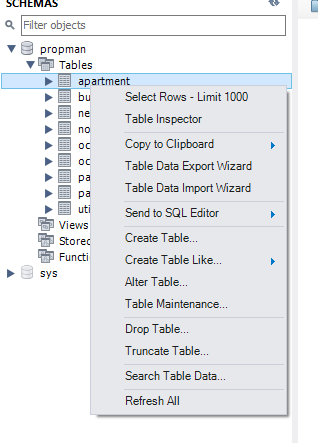 SCHEMAS
Filter objects
propman
Tables
apartment
bu
Select Rows - Limit 1000
ne
Table Inspector
no
oc
Copy to Clipboard
oc
Table Data Export Wizard
pa
pa
Table Data Import Wizard
uti
Send to SQL Editor
Views
Stored
Create Table...
Functi
Create Table Like...
sys
Alter Table...
Table Maintenance...
Drop Table...
Truncate Table...
Search Table Data...
Refresh All